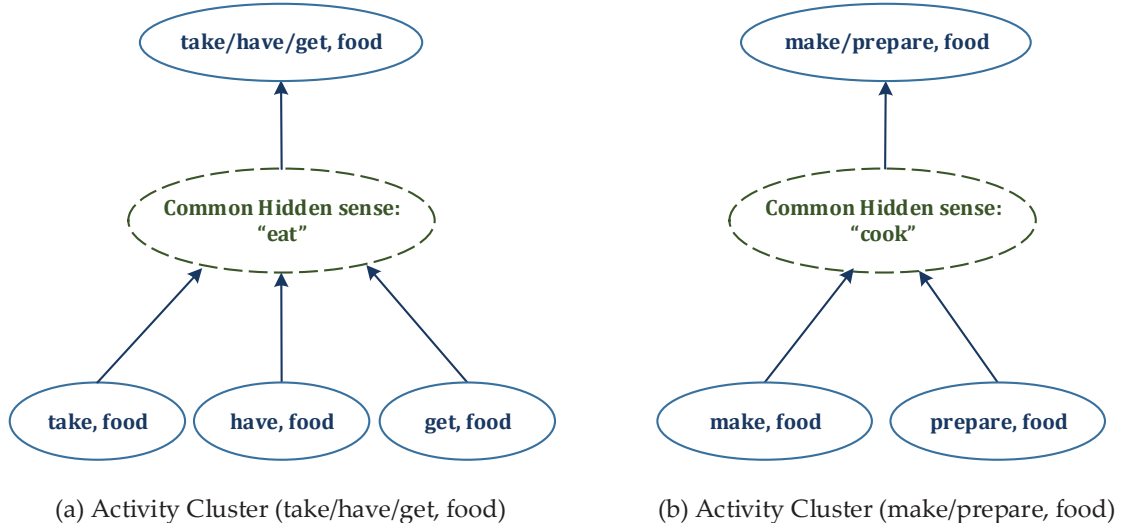 take/have/get, food
Common Hidden sense:
“eat”
take, food
have, food
get, food
(a) Activity Cluster (take/have/get, food)
make/prepare, food
Common Hidden sense:
“cook”
make, food
prepare, food
(b) Activity Cluster (make/prepare, food)